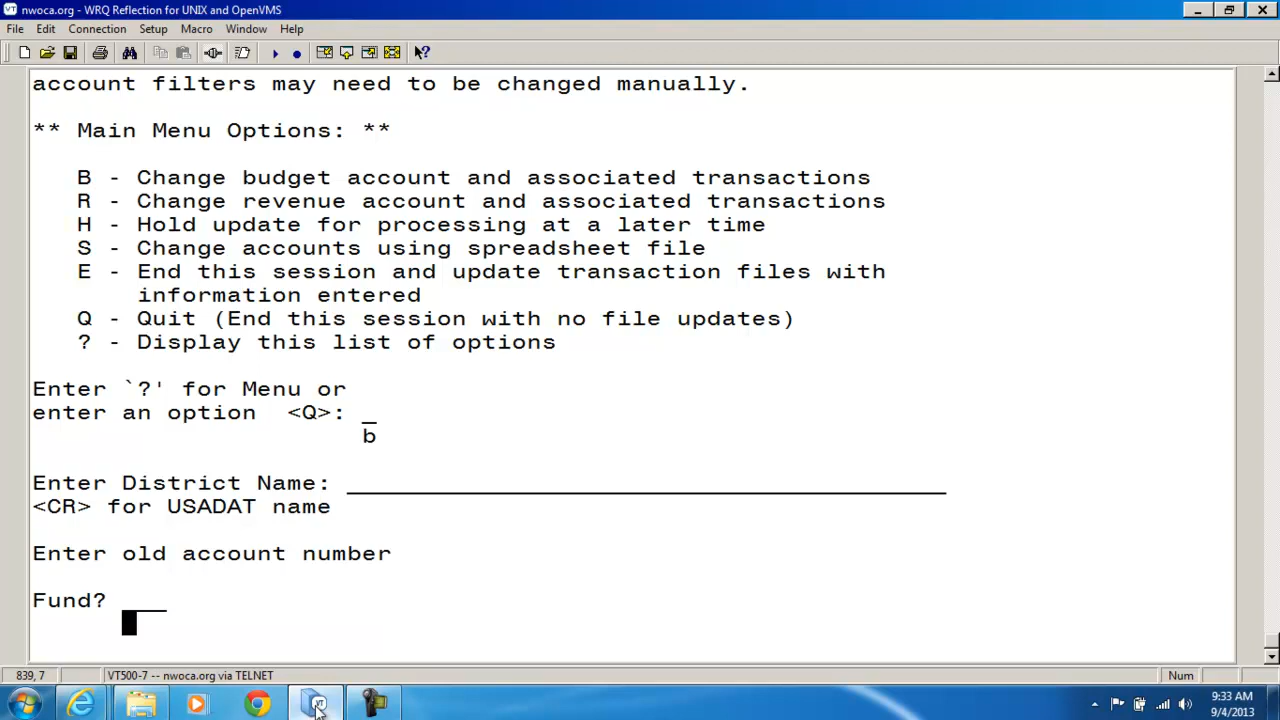 nwoca.org - WRQ Reflection for UNIX and OpenVMS
File Edit Connection Setup Macro Window Help
account filters may need to be changed manually.
** Main Menu Options: **
B - Change budget account and associated transactions
R - Change revenue account and associated transactions
H - Hold update for processing at a later time
S - Change accounts using spreadsheet file
E - End this session and update transaction files with
information entered
Q - Quit (End this session with no file updates)
? - Display this list of options
Enter `?' for Menu or
enter an option <Q>: _
b
Enter District Name: ________________________________________
<CR> for USADAT name
Enter old account number
Fund? ___
839, 7 VT500-7 -- nwoca.org via TELNET Num
9:33 AM
9/4/2013